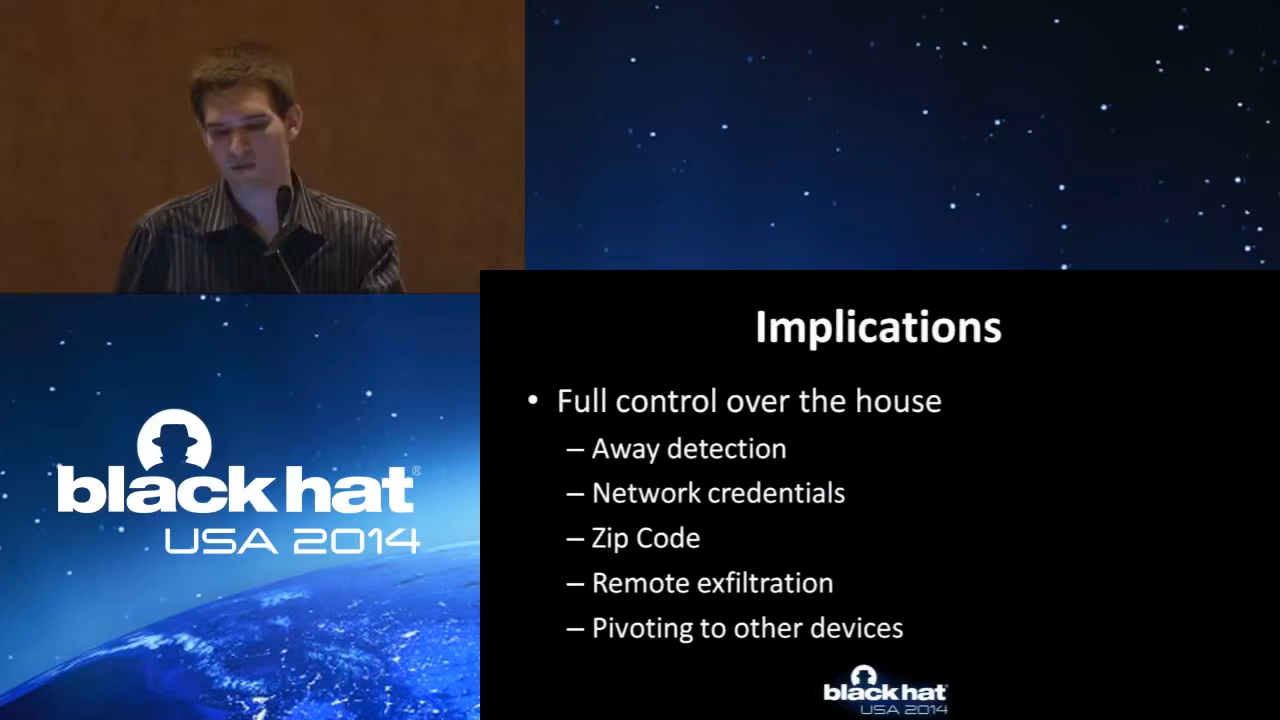 Implications
• Full control over the house
– Away detection
– Network credentials
– Zip Code
– Remote exfiltration
– Pivoting to other devices
black hat®
USA 2014
black hat
USA 2014